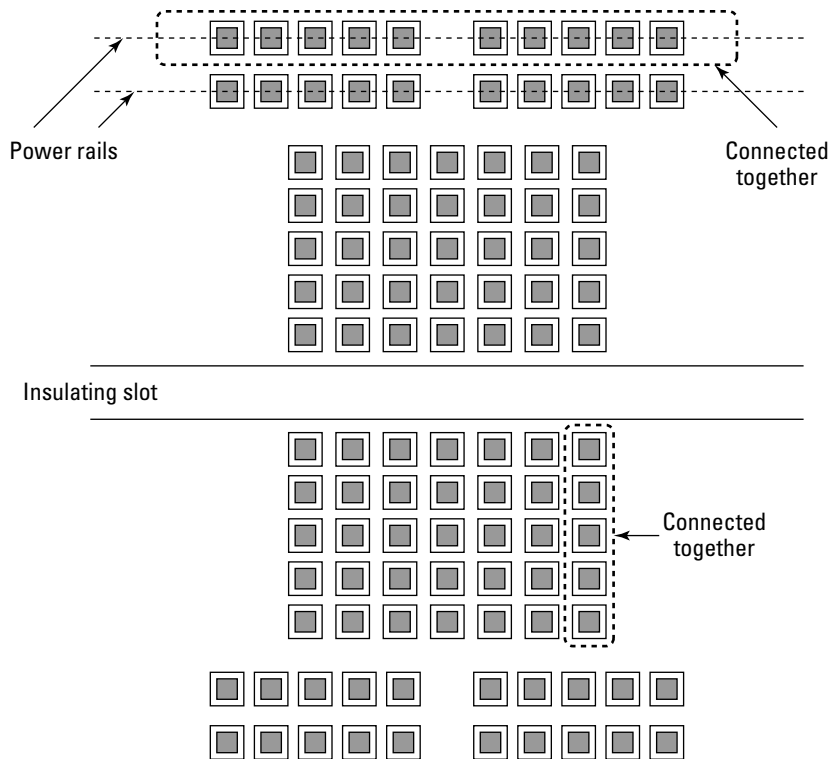 Power rails
Connected
together
Insulating slot
Connected
together